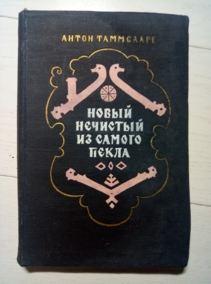 АНТОН ТАММСААРЕ
НОВЫЙ
НЕЧИСТЫЙ
ИЗ САМОГО
ПЕКЛА